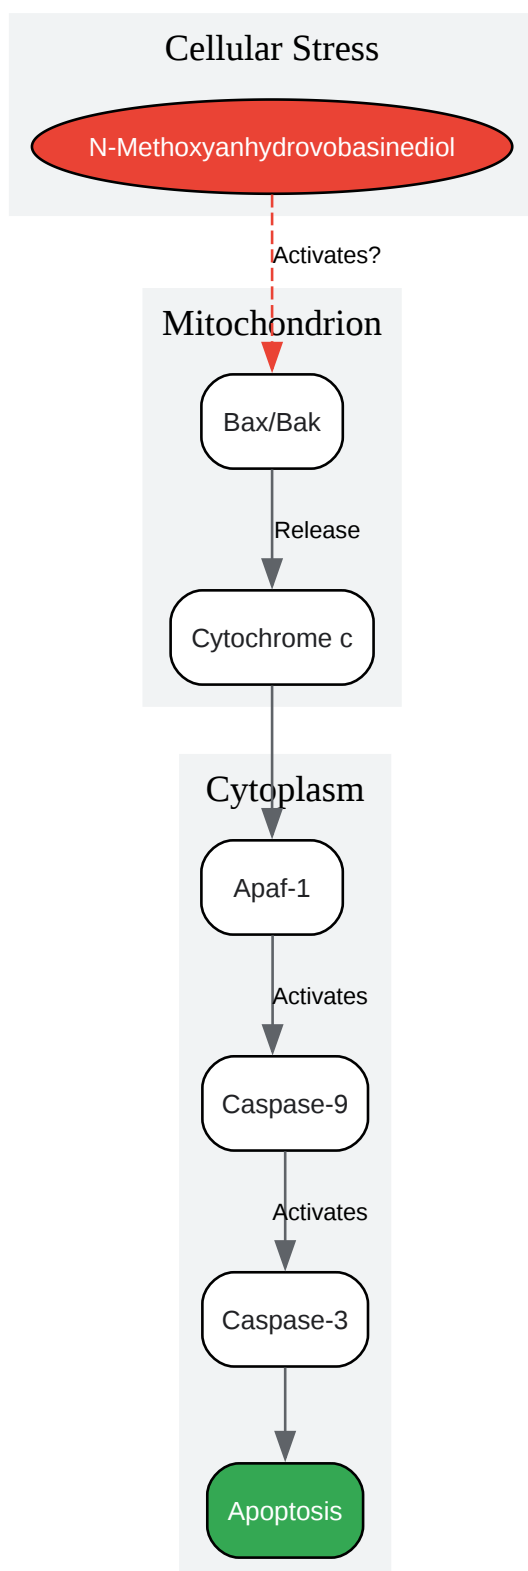 Cellular Stress
N-Methoxyanhydrovobasinediol
Activates?
Mitochondrion
Bax/Bak
Release
Cytochrome c
Cytoplasm
Apaf-1
Activates
Caspase-9
Activates
Caspase-3
Apoptosis